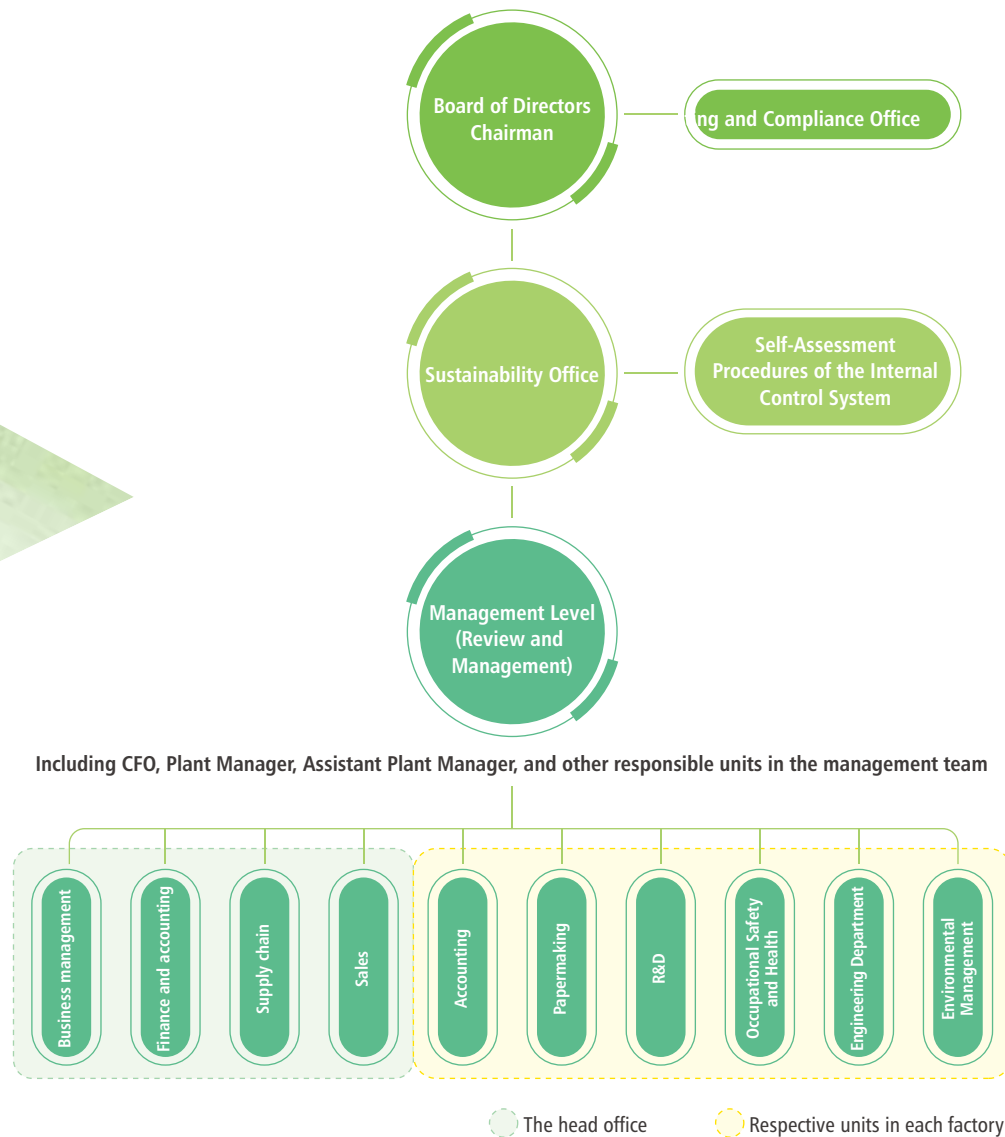 Board of Directors
Chairman
and Compliance Office
Sustainability Office
Self-Assessment
Procedures of the Internal
Control System
Management Level
(Review and
Management)
Including CFO, Plant Manager, Assistant Plant Manager, and other responsible units in the management team
Business management
Finance and accounting
Supply chain
Sales
Accounting
Papermaking
R&D
Occupational Safety
and Health
Engineering Department
Environmental
Management
The head office
Respective units in each factory